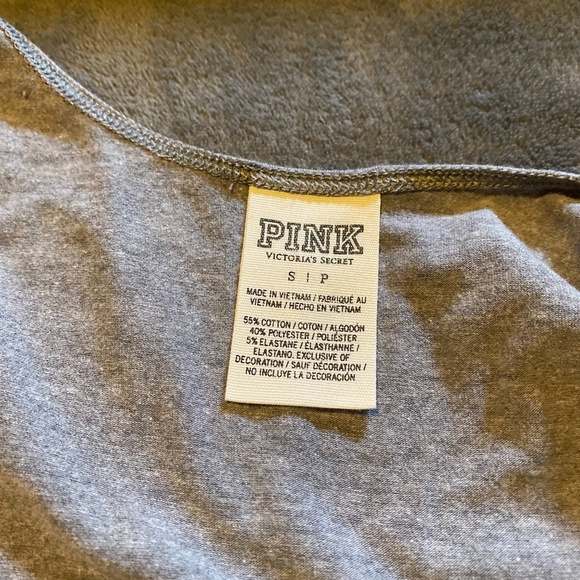 PINK
VICTORIA'S SECRET
S | P
MADE IN VIETNAM / FABRIQUÉ AU
VIETNAM / HECHO EN VIETNAM
55% COTTON / COTON / ALGODÓN
40% POLYESTER / POLIÉSTER
5% ELASTANE / ÉLASTHANNE /
ELASTANO. EXCLUSIVE OF
DECORATION / SAUF DÉCORATION /
NO INCLUYE LA DECORACIÓN